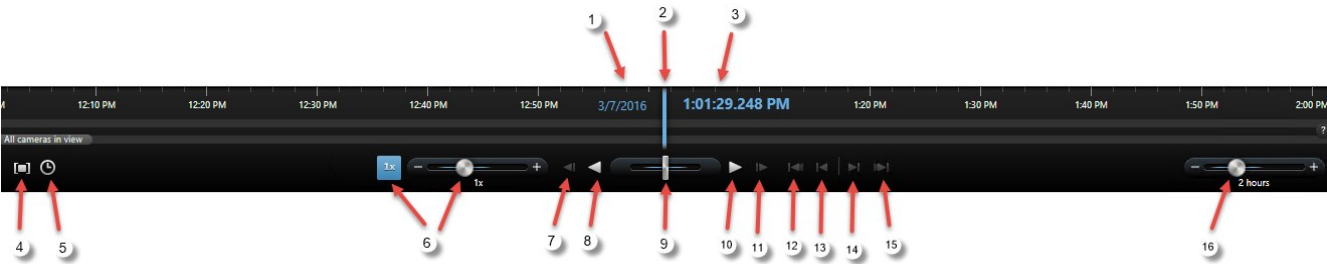 1 2 3
M 12:10 PM 12:20 PM 12:30 PM 12:40 PM 12:50 PM 3/7/2016 1:01:29.248 PM 1:20 PM 1:30 PM 1:40 PM 1:50 PM 2:00 PM
?
All cameras in view
1x
1x 2 hours
4 5 6 7 8 9 10 11 12 13 14 15 16